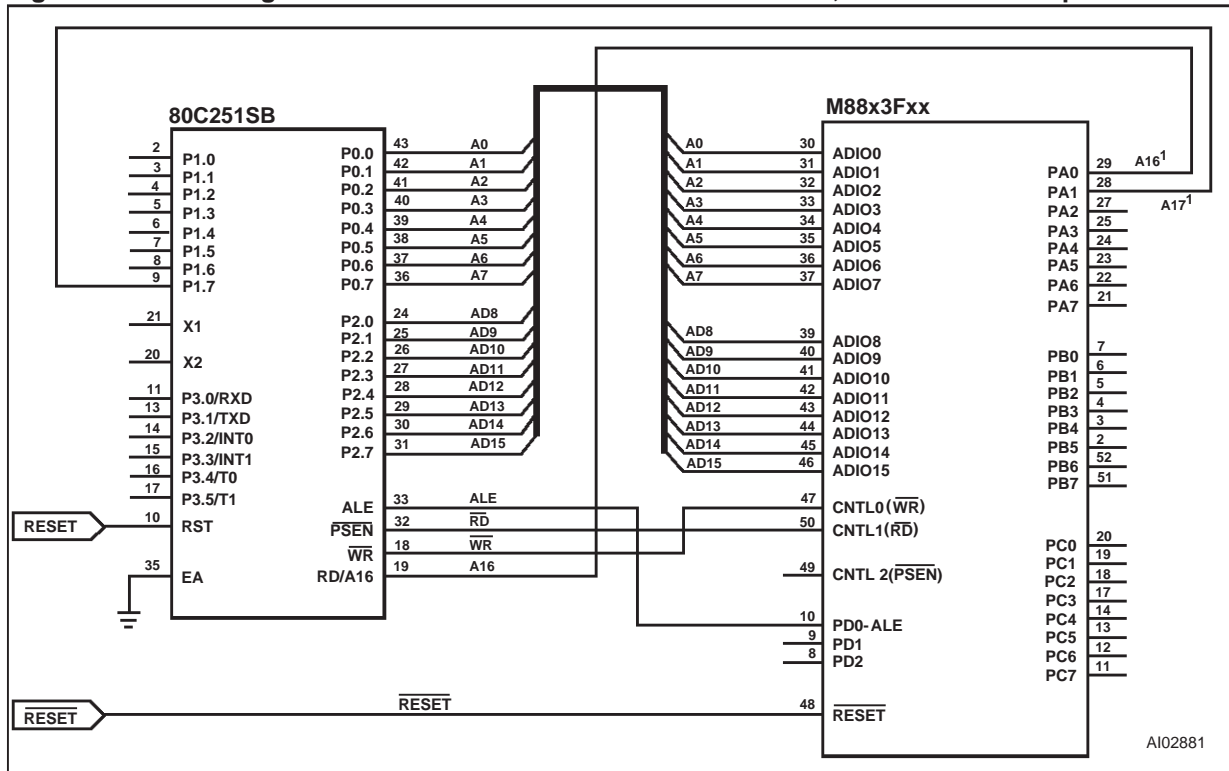 80C251SB
M88x3Fxx
2 P1.0
3 P1.1
4 P1.2
5 P1.3
6 P1.4
7 P1.5
8 P1.6
9 P1.7
21 X1
20 X2
11 P3.0/RXD
13 P3.1/TXD
14 P3.2/INT0
15 P3.3/INT1
16 P3.4/T0
17 P3.5/T1
RESET 10 RST
35 EA
P0.0 43 A0
P0.1 42 A1
P0.2 41 A2
P0.3 40 A3
P0.4 39 A4
P0.5 38 A5
P0.6 37 A6
P0.7 36 A7
P2.0 24 AD8
P2.1 25 AD9
P2.2 26 AD10
P2.3 27 AD11
P2.4 28 AD12
P2.5 29 AD13
P2.6 30 AD14
P2.7 31 AD15
ALE 33 ALE
PSEN 32 RD
WR 18 WR
RD/A16 19 A16
A0 30 ADIO0
A1 31 ADIO1
A2 32 ADIO2
A3 33 ADIO3
A4 34 ADIO4
A5 35 ADIO5
A6 36 ADIO6
A7 37 ADIO7
AD8 39 ADIO8
AD9 40 ADIO9
AD10 41 ADIO10
AD11 42 ADIO11
AD12 43 ADIO12
AD13 44 ADIO13
AD14 45 ADIO14
AD15 46 ADIO15
47 CNTL0(WR)
50 CNTL1(RD)
49 CNTL 2(PSEN)
10 PD0-ALE
9 PD1
8 PD2
RESET RESET 48 RESET
PA0 29 A16¹
PA1 28 A17¹
PA2 27
PA3 25
PA4 24
PA5 23
PA6 22
PA7 21
PB0 7
PB1 6
PB2 5
PB3 4
PB4 3
PB5 2
PB6 52
PB7 51
PC0 20
PC1 19
PC2 18
PC3 17
PC4 14
PC5 13
PC6 12
PC7 11
AI02881